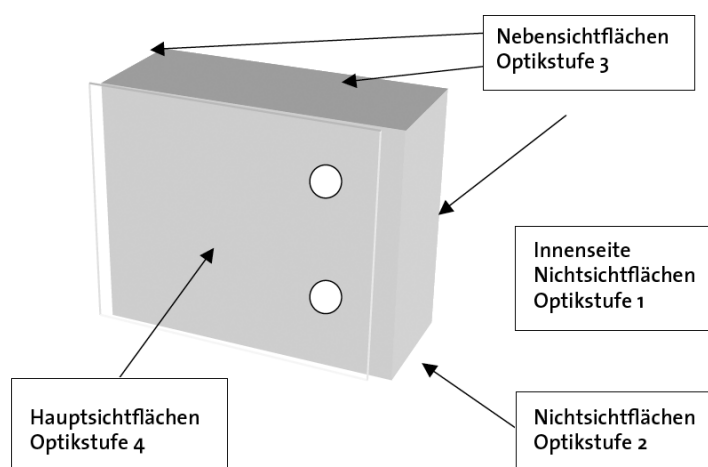 Nebensichtflächen
Optikstufe 3
Innenseite
Nichtsichtflächen
Optikstufe 1
Hauptsichtflächen
Optikstufe 4
Nichtsichtflächen
Optikstufe 2